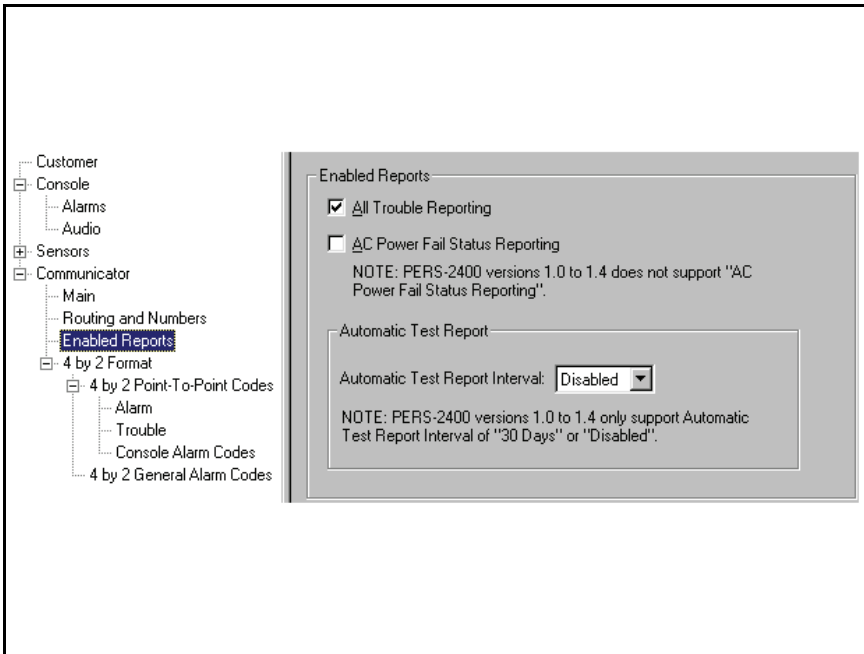 Customer
Console
Alarms
Audio
Sensors
Communicator
Main
Routing and Numbers
Enabled Reports
4 by 2 Format
4 by 2 Point-To-Point Codes
Alarm
Trouble
Console Alarm Codes
4 by 2 General Alarm Codes
Enabled Reports
All Trouble Reporting
AC Power Fail Status Reporting
NOTE: PERS-2400 versions 1.0 to 1.4 does not support "AC
Power Fail Status Reporting".
Automatic Test Report
Automatic Test Report Interval: Disabled
NOTE: PERS-2400 versions 1.0 to 1.4 only support Automatic
Test Report Interval of "30 Days" or "Disabled".